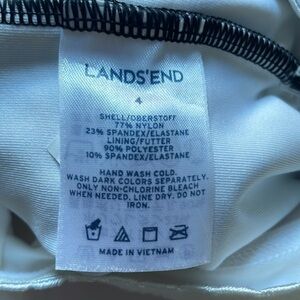 LANDS'END
4
SHELL/OBERSTOFF
77% NYLON
23% SPANDEX/ELASTANE
LINING/FUTTER
90% POLYESTER
10% SPANDEX/ELASTANE
HAND WASH COLD.
WASH DARK COLORS SEPARATELY.
ONLY NON-CHLORINE BLEACH
WHEN NEEDED. LINE DRY. DO NOT
IRON.
MADE IN VIETNAM